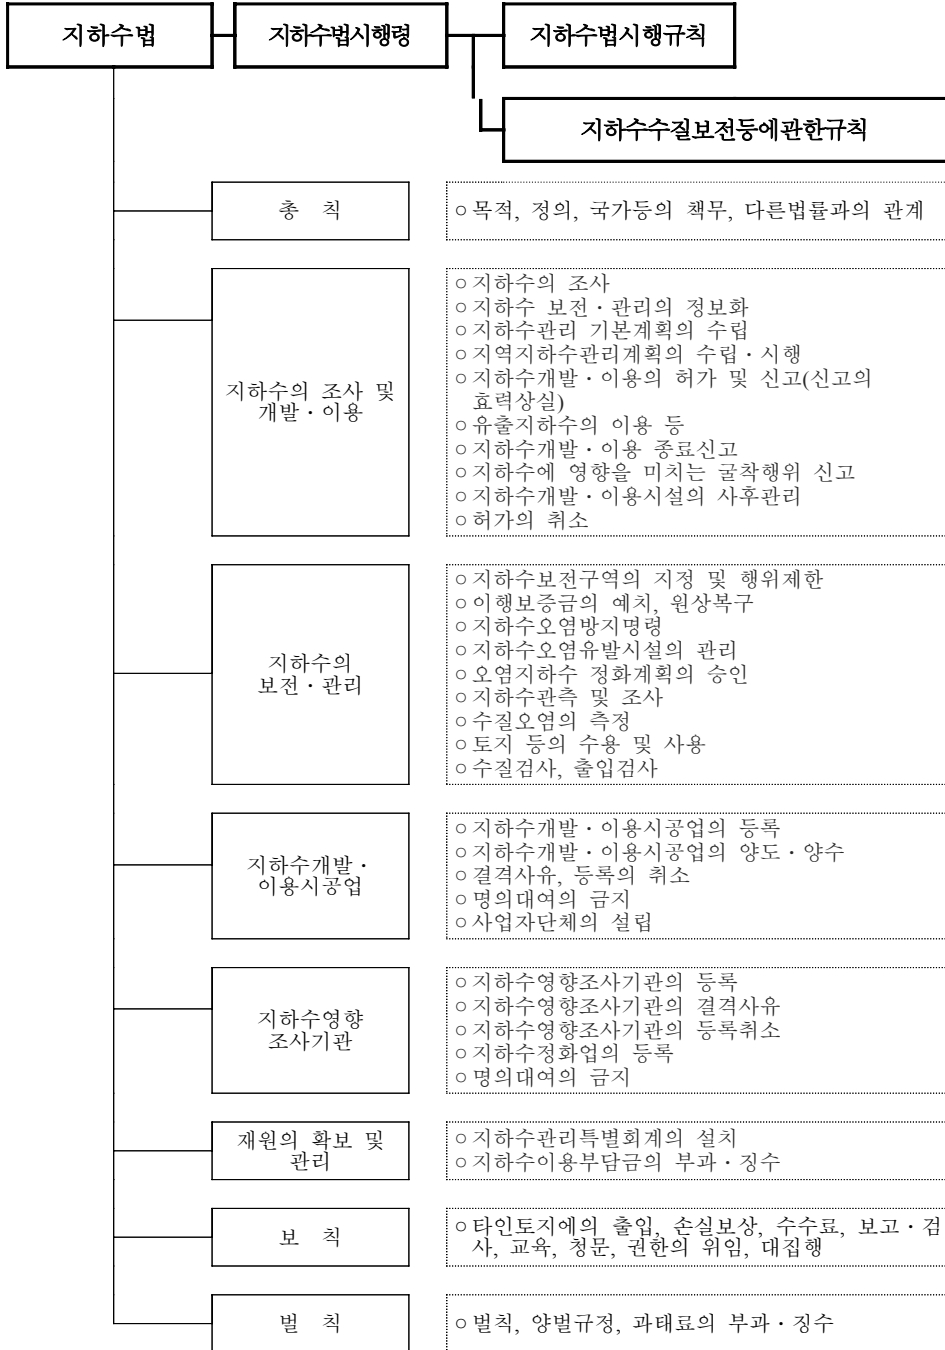 지하수법
지하수법시행령
지하수법시행규칙
지하수수질보전등에관한규칙
총 칙
○목적, 정의, 국가등의 책무, 다른법률과의 관계
지하수의 조사 및
개발·이용
○지하수의 조사
○지하수 보전·관리의 정보화
○지하수관리 기본계획의 수립
○지역지하수관리계획의 수립·시행
○지하수개발·이용의 허가 및 신고(신고의
효력상실)
○유출지하수의 이용 등
○지하수개발·이용 종료신고
○지하수에 영향을 미치는 굴착행위 신고
○지하수개발·이용시설의 사후관리
○허가의 취소
지하수의
보전·관리
○지하수보전구역의 지정 및 행위제한
○이행보증금의 예치, 원상복구
○지하수오염방지명령
○지하수오염유발시설의 관리
○오염지하수 정화계획의 승인
○지하수관측 및 조사
○수질오염의 측정
○토지 등의 수용 및 사용
○수질검사, 출입검사
지하수개발·
이용시공업
○지하수개발·이용시공업의 등록
○지하수개발·이용시공업의 양도·양수
○결격사유, 등록의 취소
○명의대여의 금지
○사업자단체의 설립
지하수영향
조사기관
○지하수영향조사기관의 등록
○지하수영향조사기관의 결격사유
○지하수영향조사기관의 등록취소
○지하수정화업의 등록
○명의대여의 금지
재원의 확보 및
관리
○지하수관리특별회계의 설치
○지하수이용부담금의 부과·징수
보 칙
○타인토지에의 출입, 손실보상, 수수료, 보고·검
사, 교육, 청문, 권한의 위임, 대집행
벌 칙
○벌칙, 양벌규정, 과태료의 부과·징수